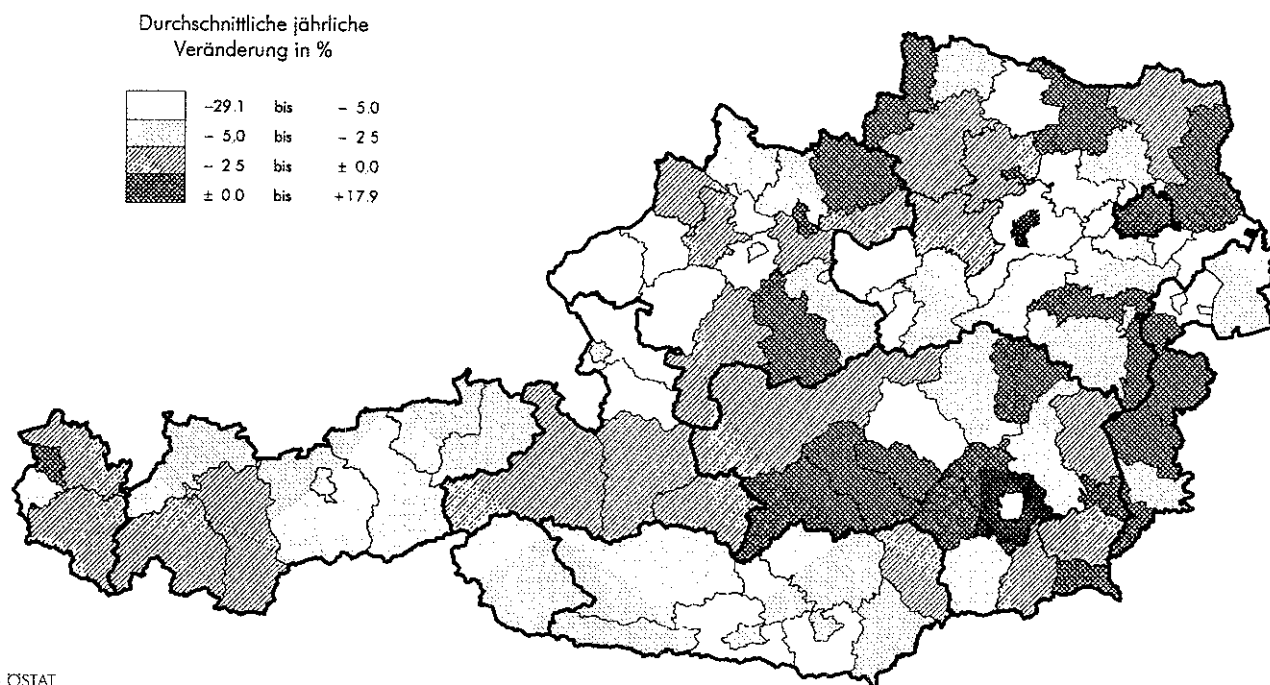 Durchschnittliche jährliche
Veränderung in %
−29.1 bis − 5.0
− 5.0 bis − 2 5
− 2 5 bis ± 0.0
± 0.0 bis +17.9
ÖSTAT